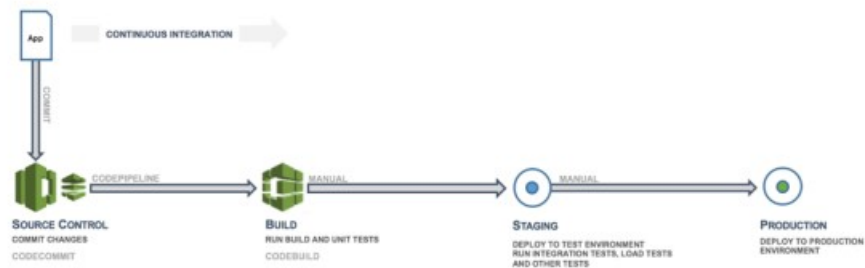 App
CONTINUOUS INTEGRATION
COMMIT
CODEPIPELINE
MANUAL
MANUAL
SOURCE CONTROL
COMMIT CHANGES
CODECOMMIT
BUILD
RUN BUILD AND UNIT TESTS
CODEBUILD
STAGING
DEPLOY TO TEST ENVIRONMENT
RUN INTEGRATION TESTS, LOAD TESTS
AND OTHER TESTS
PRODUCTION
DEPLOY TO PRODUCTION
ENVIRONMENT